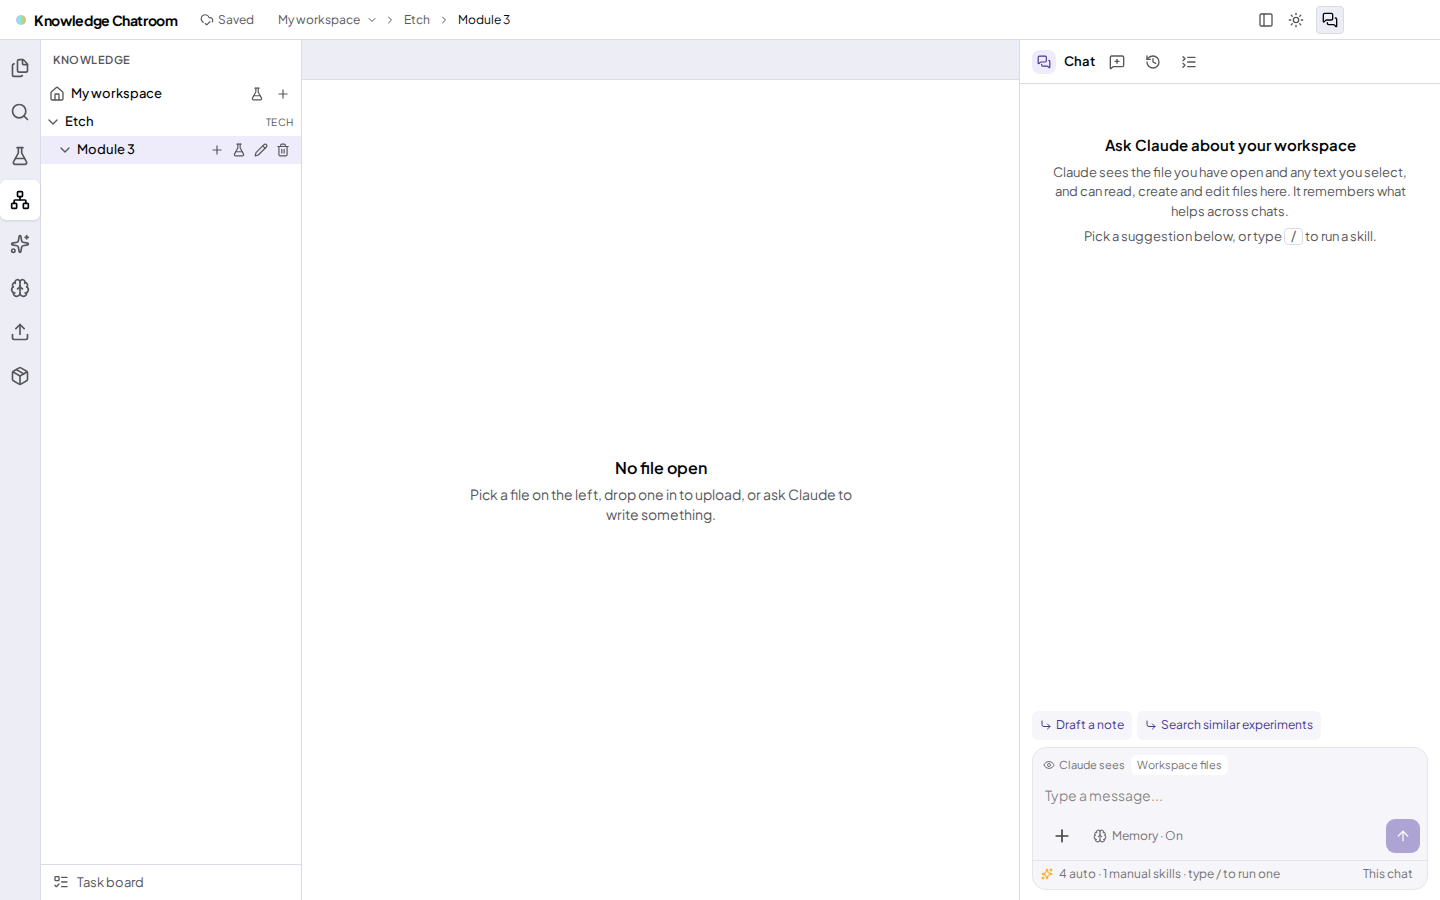 Knowledge Chatroom
Saved
My workspace
Etch
Module 3
KNOWLEDGE
My workspace
Etch
TECH
Module 3
Task board
No file open
Pick a file on the left, drop one in to upload, or ask Claude to
write something.
Chat
Ask Claude about your workspace
Claude sees the file you have open and any text you select,
and can read, create and edit files here. It remembers what
helps across chats.
Pick a suggestion below, or type / to run a skill.
Draft a note
Search similar experiments
Claude sees
Workspace files
Type a message...
Memory · On
4 auto · 1 manual skills · type / to run one
This chat